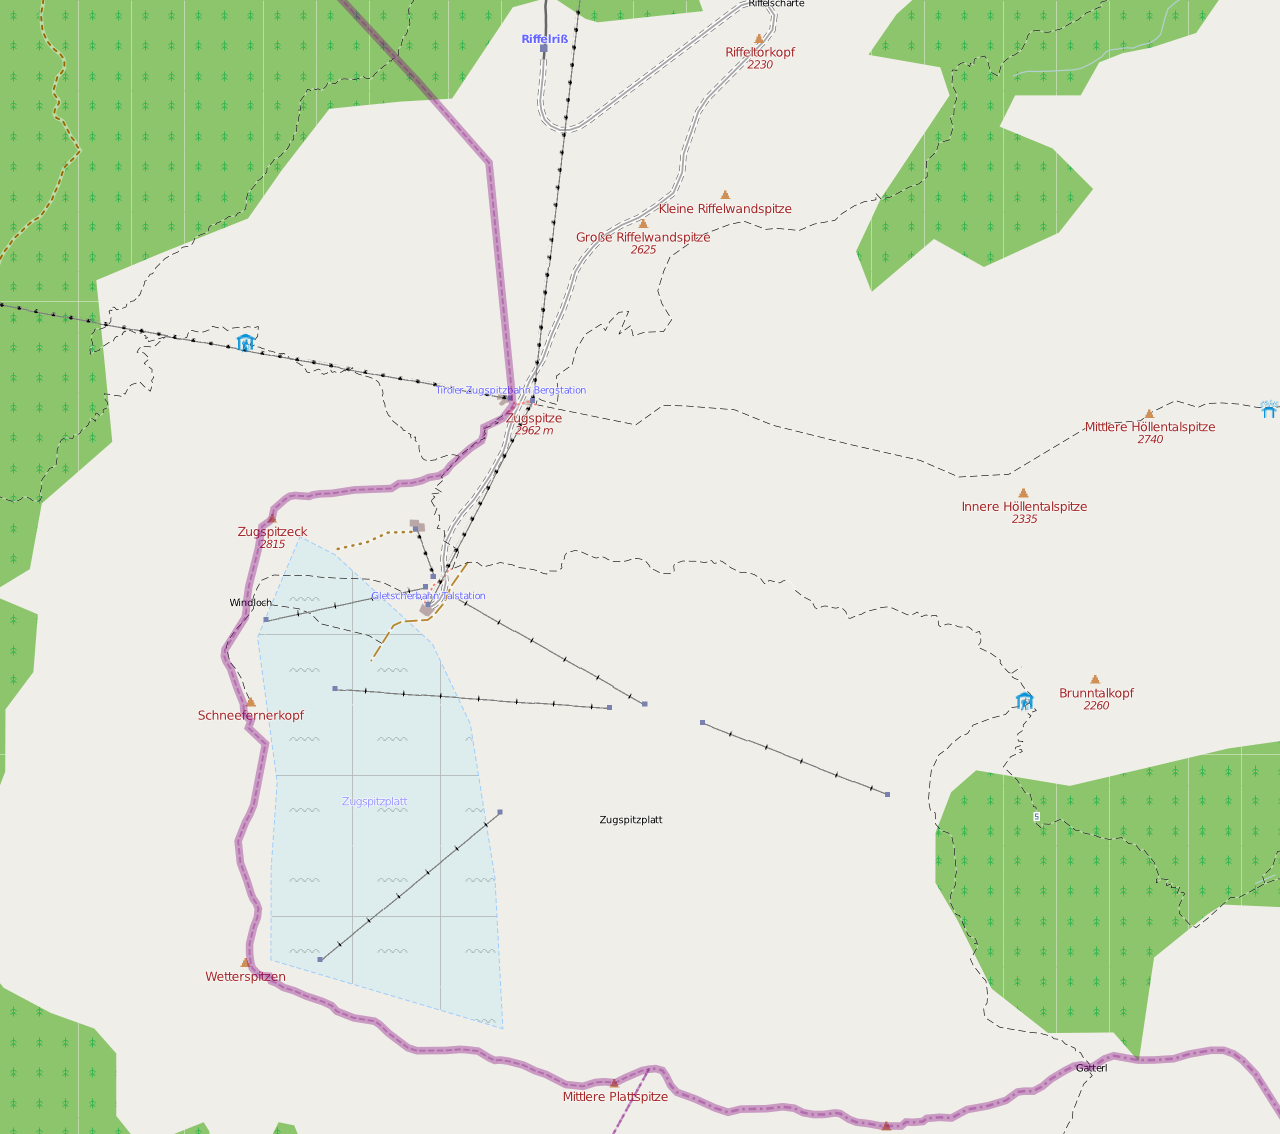 Riffelscharte
Riffelriß
Riffeltorkopf
2230
Kleine Riffelwandspitze
Große Riffelwandspitze
2625
Tiroler Zugspitzbahn Bergstation
Zugspitze
2962 m
Mittlere Höllentalspitze
2740
Innere Höllentalspitze
2335
Zugspitzeck
2815
Gletscherbahn Talstation
Windloch
Brunntalkopf
2260
Schneefernerkopf
Zugspitzplatt
Zugspitzplatt
5
Wetterspitzen
Gatterl
Mittlere Plattspitze